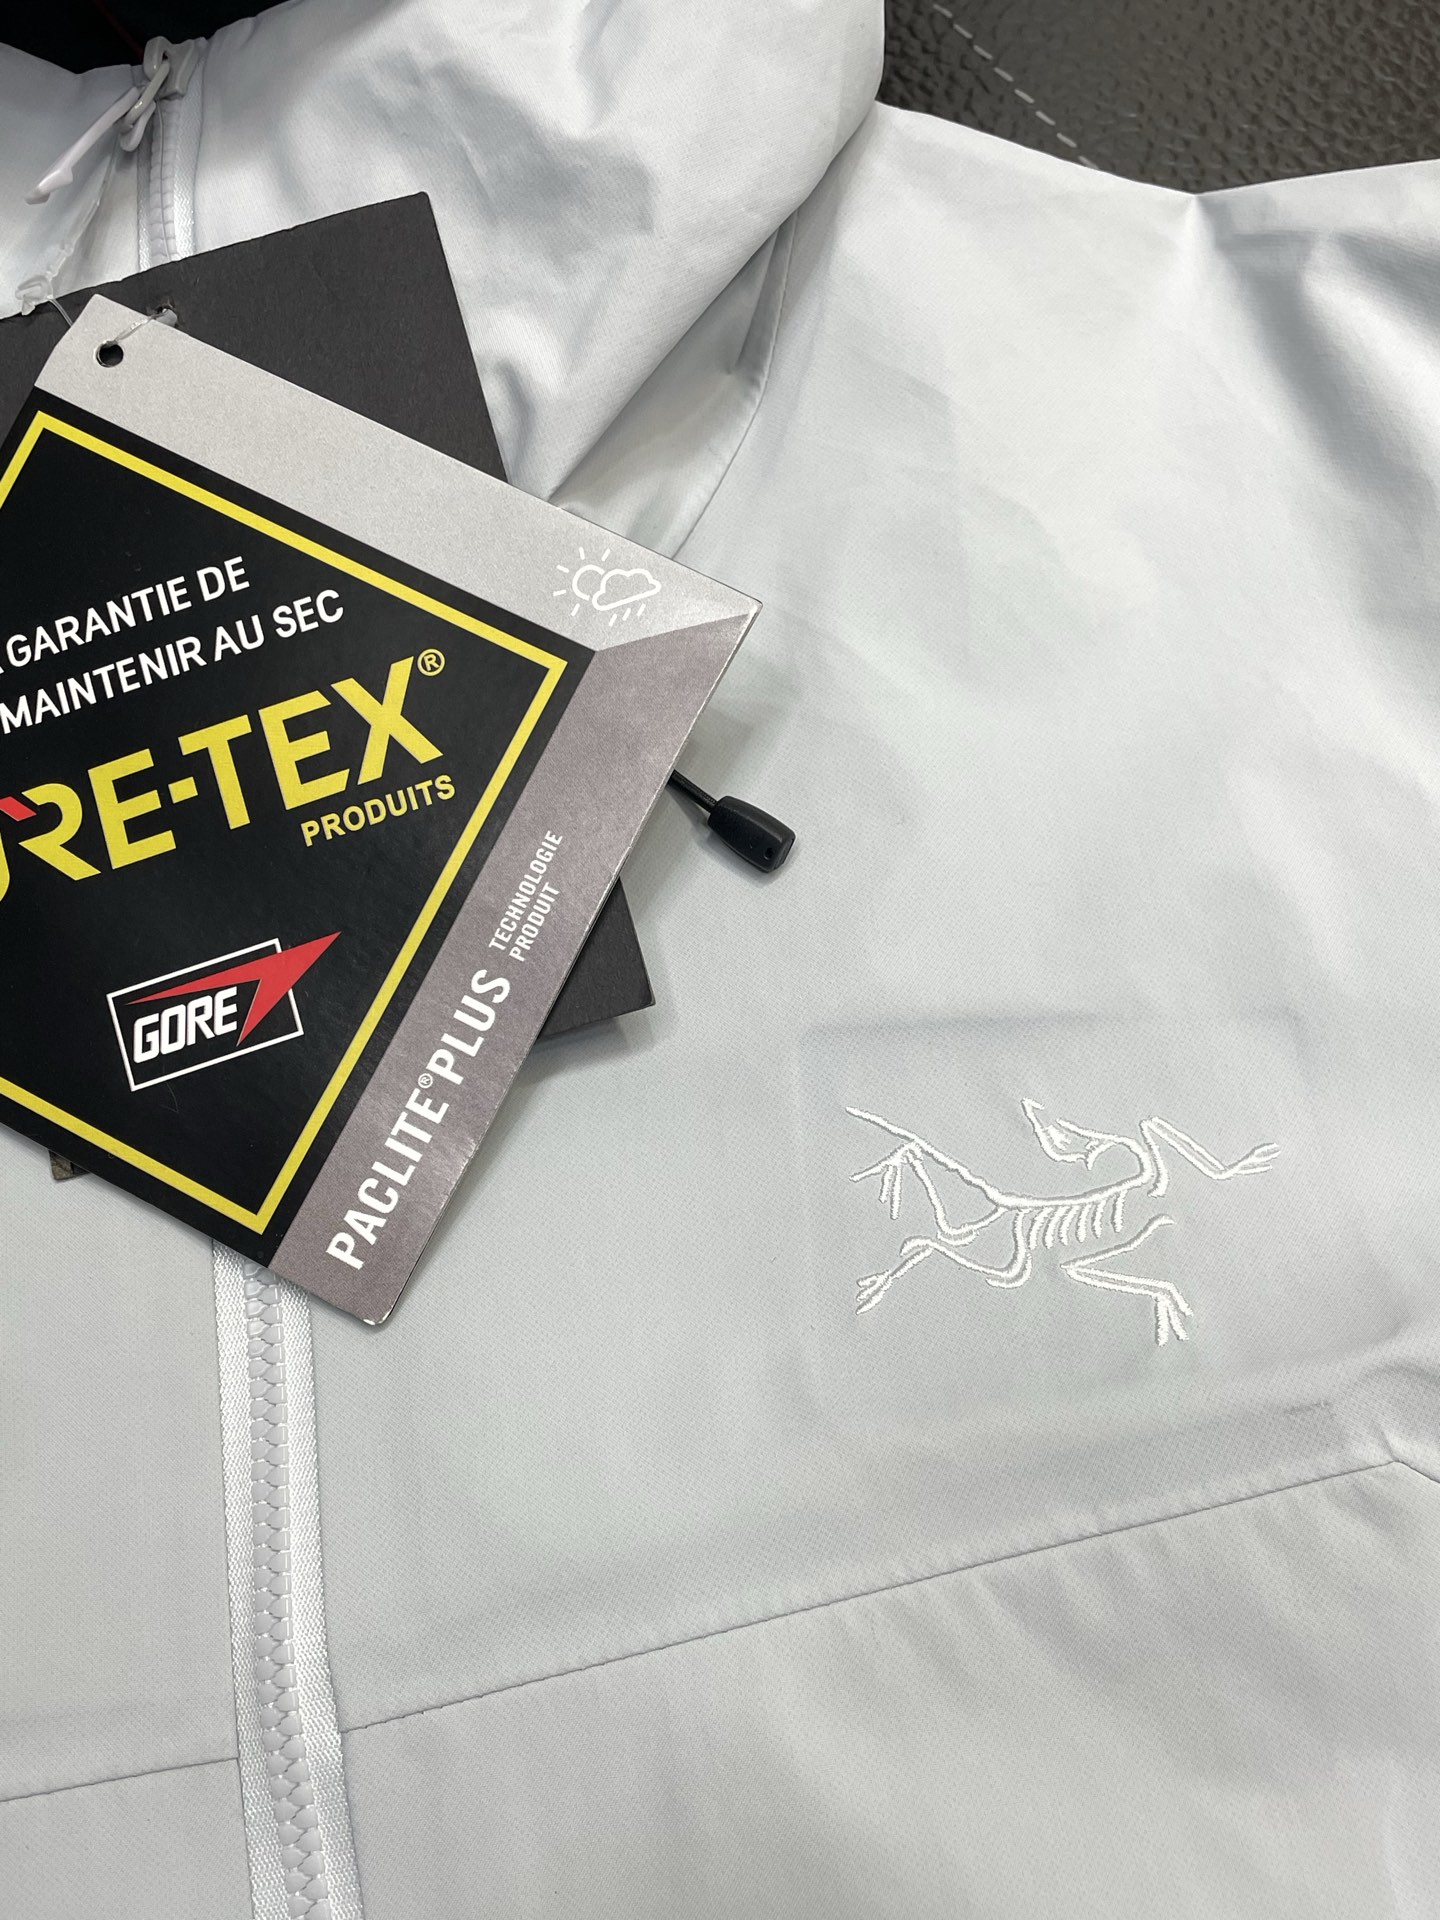 GARANTIE DE
MAINTENIR AU SEC
RE-TEX®
PRODUITS
GORE
PACLITE® PLUS
TECHNOLOGIE
PRODUIT